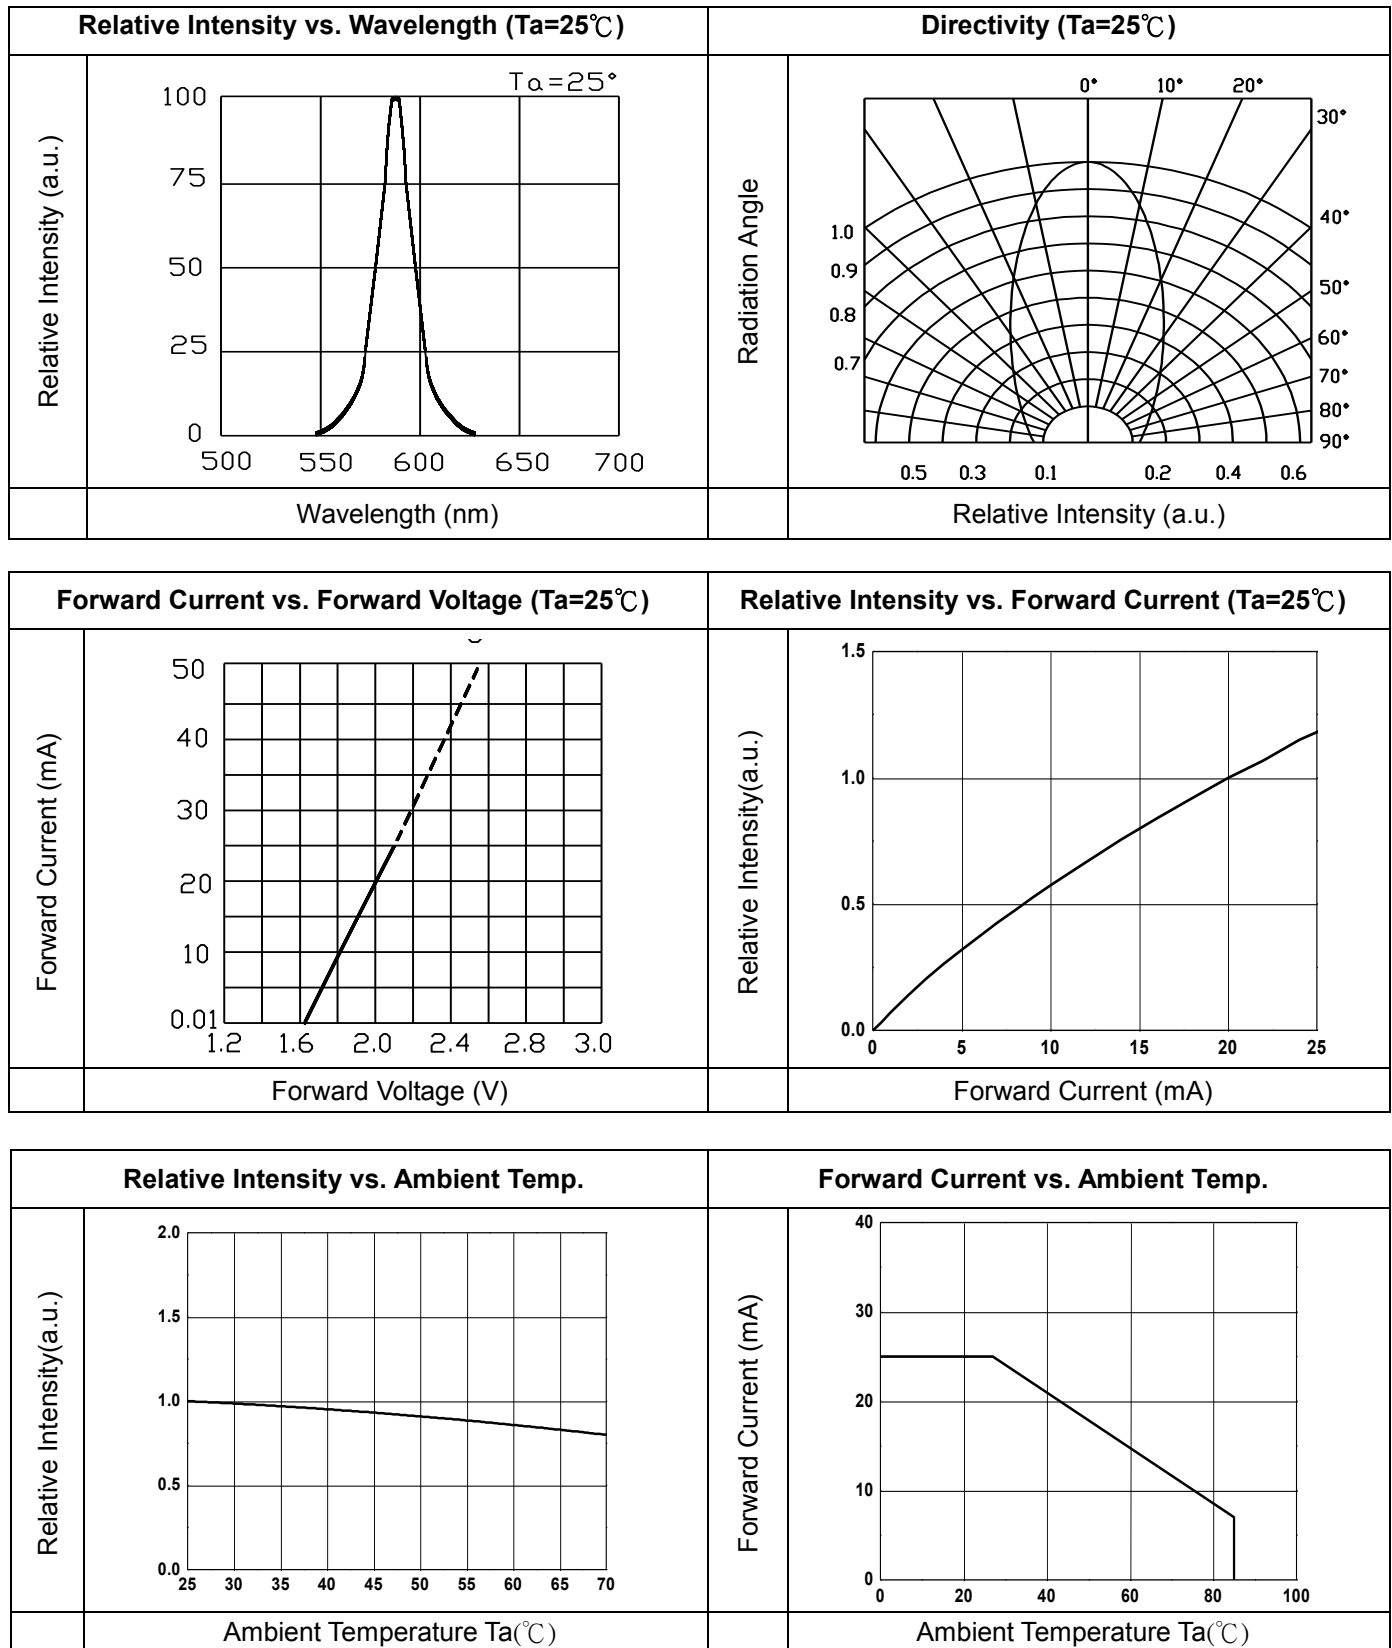 Relative Intensity vs. Wavelength (Ta=25℃)
Directivity (Ta=25℃)
Relative Intensity (a.u.)
Ta=25°
100
75
50
25
0
500 550 600 650 700
Wavelength (nm)
Radiation Angle
0° 10° 20°
30°
40°
50°
60°
70°
80°
90°
1.0
0.9
0.8
0.7
0.5 0.3 0.1 0.2 0.4 0.6
Relative Intensity (a.u.)
Forward Current vs. Forward Voltage (Ta=25℃)
Relative Intensity vs. Forward Current (Ta=25℃)
Forward Current (mA)
50
40
30
20
10
0.01
1.2 1.6 2.0 2.4 2.8 3.0
Forward Voltage (V)
Relative Intensity(a.u.)
1.5
1.0
0.5
0.0
0 5 10 15 20 25
Forward Current (mA)
Relative Intensity vs. Ambient Temp.
Forward Current vs. Ambient Temp.
Relative Intensity(a.u.)
2.0
1.5
1.0
0.5
0.0
25 30 35 40 45 50 55 60 65 70
Ambient Temperature Ta(℃)
Forward Current (mA)
40
30
20
10
0
0 20 40 60 80 100
Ambient Temperature Ta(℃)